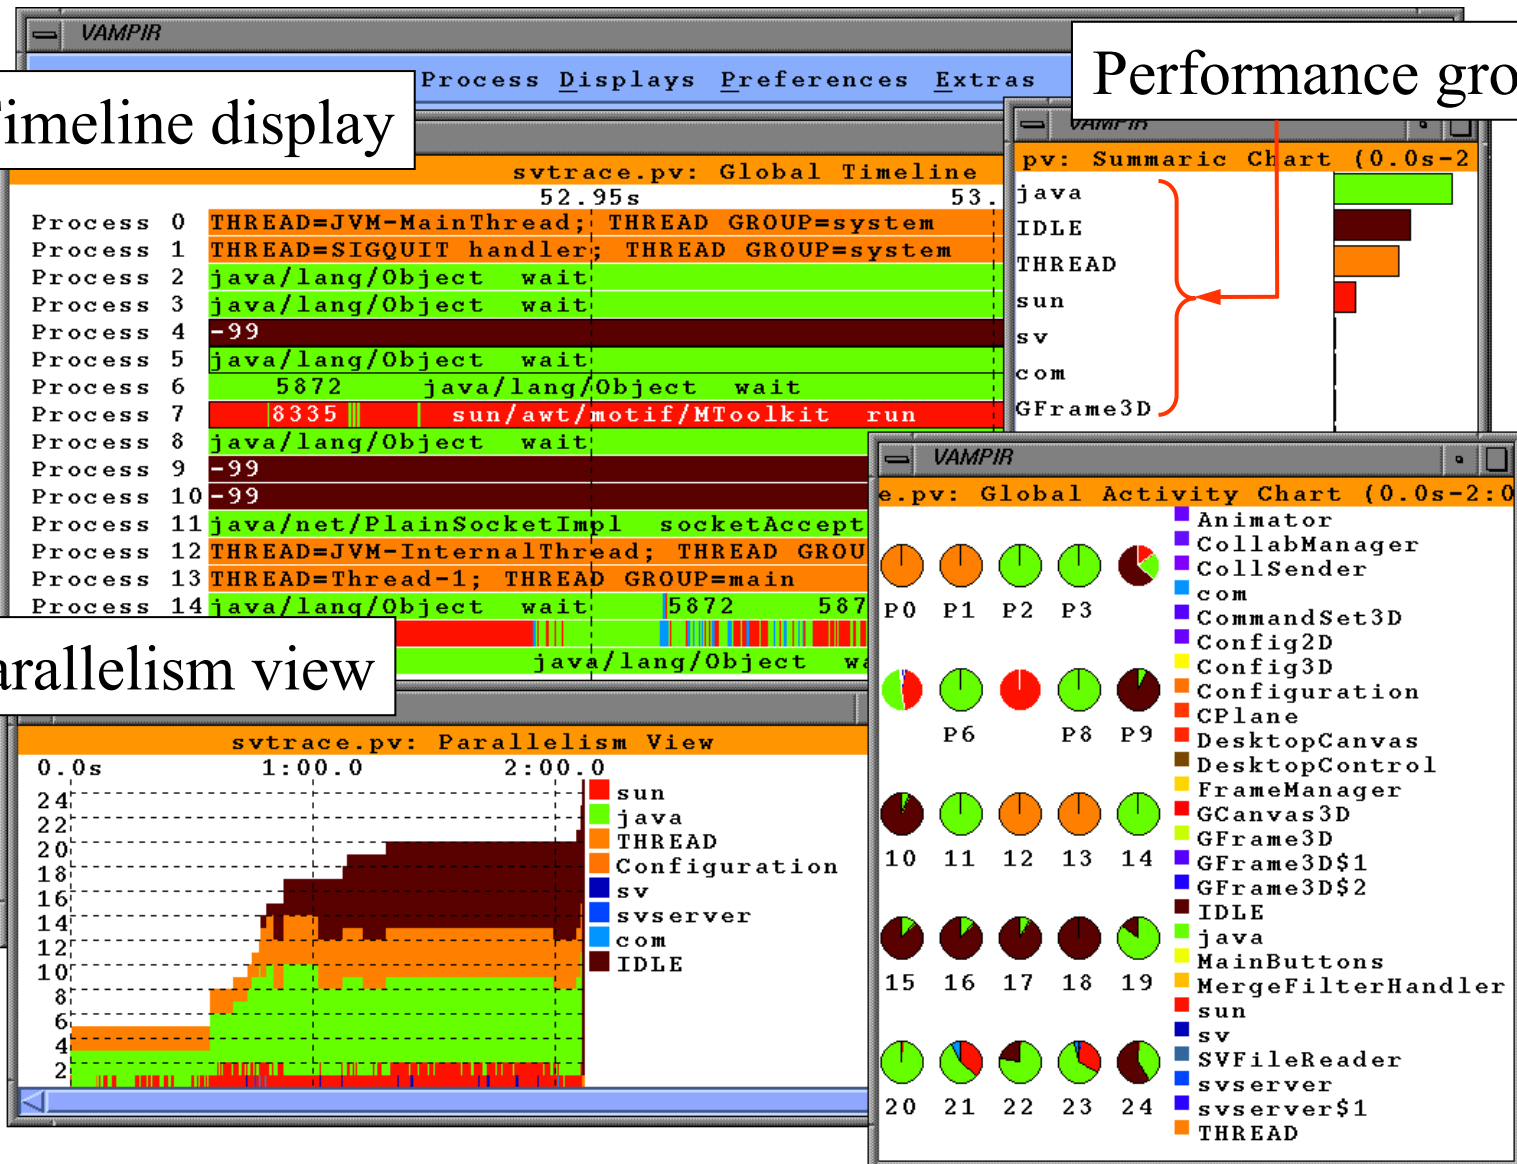 VAMPIR
Process Displays Preferences Extras
Timeline display
Performance gro
svtrace.pv: Global Timeline
52.95s 53.
Process 0 THREAD=JVM-MainThread; THREAD GROUP=system
Process 1 THREAD=SIGQUIT handler; THREAD GROUP=system
Process 2 java/lang/Object wait
Process 3 java/lang/Object wait
Process 4 -99
Process 5 java/lang/Object wait
Process 6 5872 java/lang/Object wait
Process 7 8335 sun/awt/motif/MToolkit run
Process 8 java/lang/Object wait
Process 9 -99
Process 10 -99
Process 11 java/net/PlainSocketImpl socketAccept
Process 12 THREAD=JVM-InternalThread; THREAD GROU
Process 13 THREAD=Thread-1; THREAD GROUP=main
Process 14 java/lang/Object wait 5872 587
java/lang/Object wa
VAMPIR
pv: Summaric Chart (0.0s-2
java
IDLE
THREAD
sun
sv
com
GFrame3D
arallelism view
svtrace.pv: Parallelism View
0.0s 1:00.0 2:00.0
24
22
20
18
16
14
12
10
8
6
4
2
sun
java
THREAD
Configuration
sv
svserver
com
IDLE
VAMPIR
e.pv: Global Activity Chart (0.0s-2:0
P0 P1 P2 P3
P6 P8 P9
10 11 12 13 14
15 16 17 18 19
20 21 22 23 24
Animator
CollabManager
CollSender
com
CommandSet3D
Config2D
Config3D
Configuration
CPlane
DesktopCanvas
DesktopControl
FrameManager
GCanvas3D
GFrame3D
GFrame3D$1
GFrame3D$2
IDLE
java
MainButtons
MergeFilterHandler
sun
sv
SVFileReader
svserver
svserver$1
THREAD